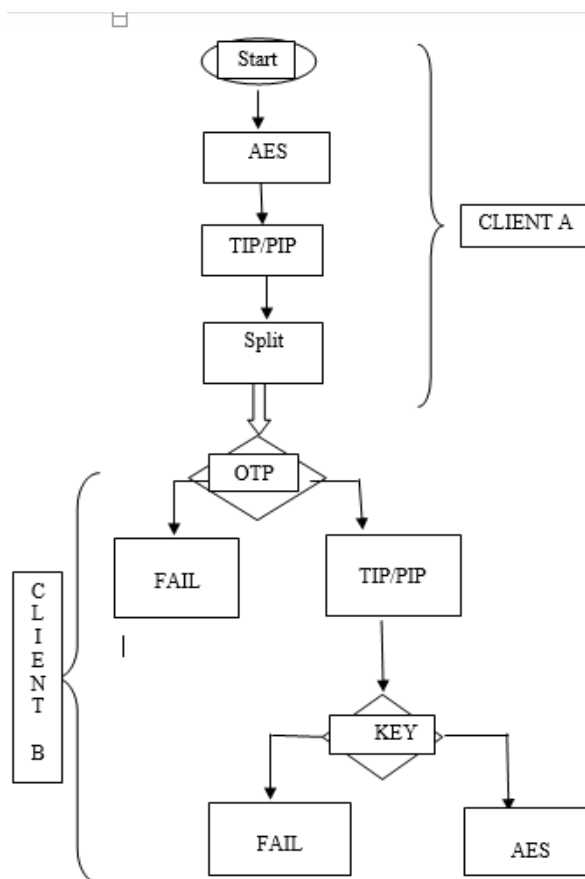 Start
AES
CLIENT A
TIP/PIP
Split
OTP
FAIL
TIP/PIP
C
L
I
E
N
T
B
KEY
FAIL
AES